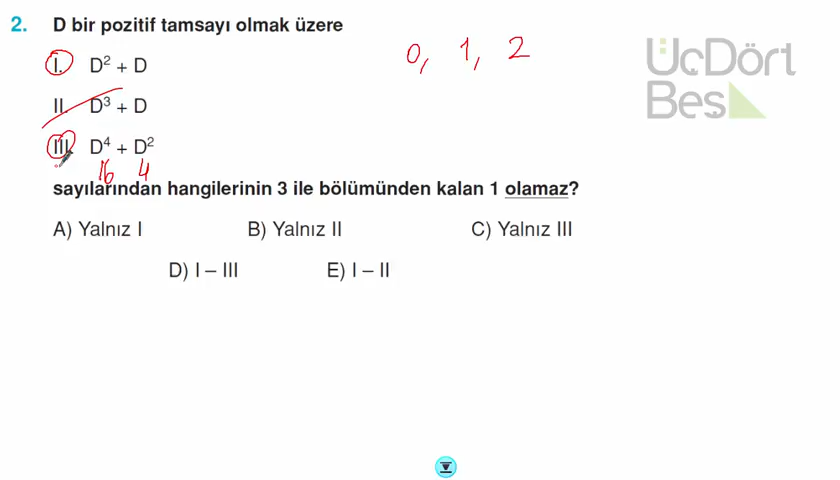 2. D bir pozitif tamsayı olmak üzere
0, 1, 2
ÜçDört
Beş
I. D² + D
II. D³ + D
III. D⁴ + D²
16 4
sayılarından hangilerinin 3 ile bölümünden kalan 1 olamaz?
A) Yalnız I B) Yalnız II C) Yalnız III
D) I – III E) I – II